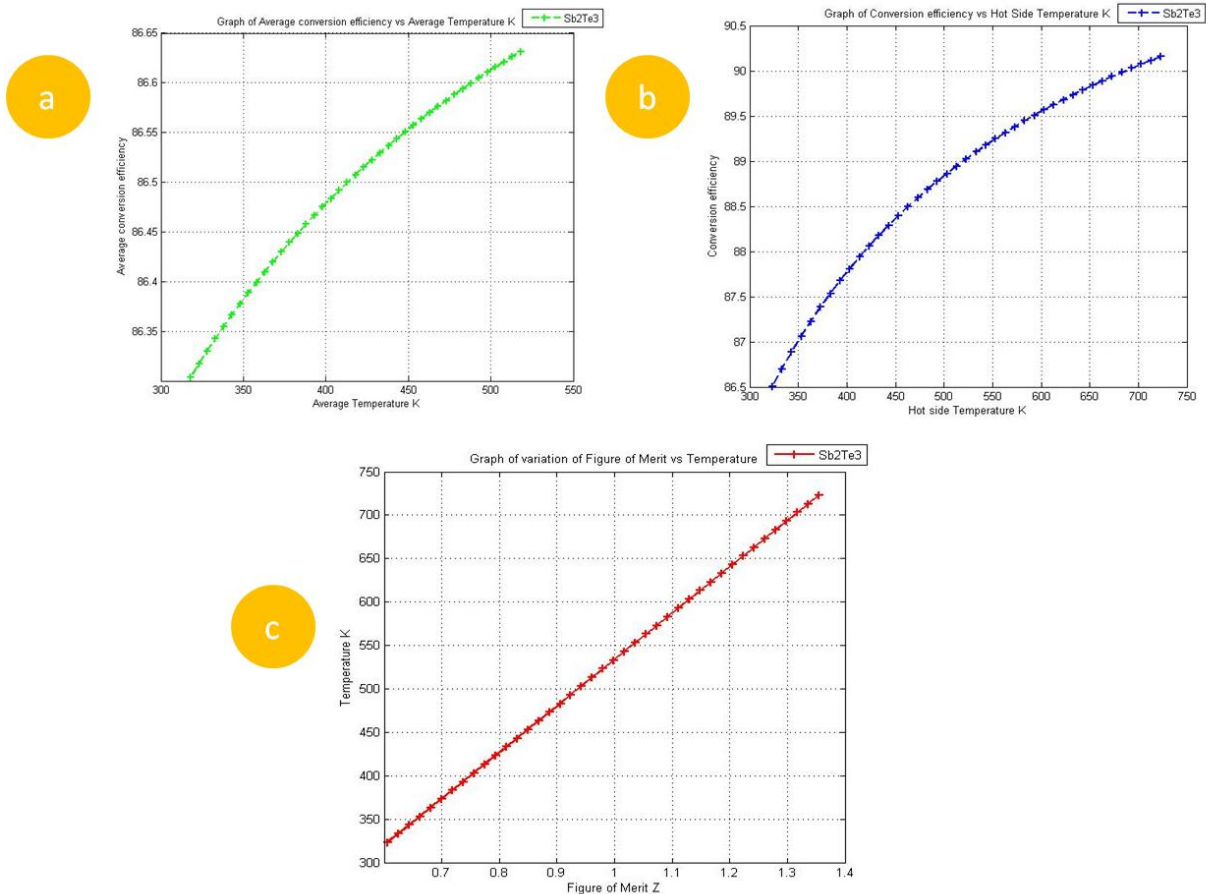 Graph of Average conversion efficiency vs Average Temperature K
Sb2Te3
86.65
86.6
86.55
86.5
86.45
86.4
86.35
Average conversion efficiency
300 350 400 450 500 550
Average Temperature K
a
Graph of Conversion efficiency vs Hot Side Temperature K
Sb2Te3
90.5
90
89.5
89
88.5
88
87.5
87
86.5
Conversion efficiency
300 350 400 450 500 550 600 650 700 750
Hot side Temperature K
b
Graph of variation of Figure of Merit vs Temperature
Sb2Te3
750
700
650
600
550
500
450
400
350
300
Temperature K
0.7 0.8 0.9 1 1.1 1.2 1.3 1.4
Figure of Merit Z
c